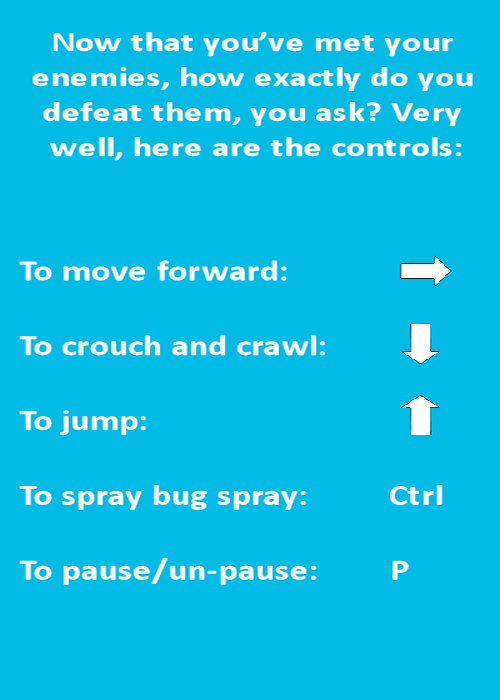 Now that you’ve met your
enemies, how exactly do you
defeat them, you ask? Very
well, here are the controls:
To move forward:
To crouch and crawl:
To jump:
To spray bug spray: Ctrl
To pause/un-pause: P